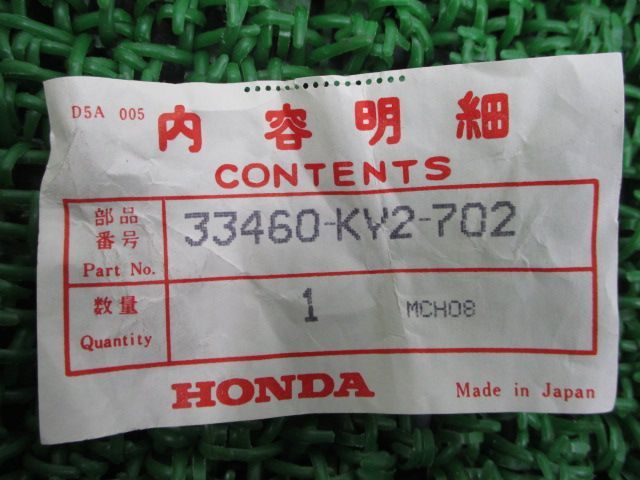 D5A 005
内容明細
CONTENTS
部品
番号
Part No.
33460-KY2-702
数量
Quantity
1 MCH08
HONDA
Made in Japan